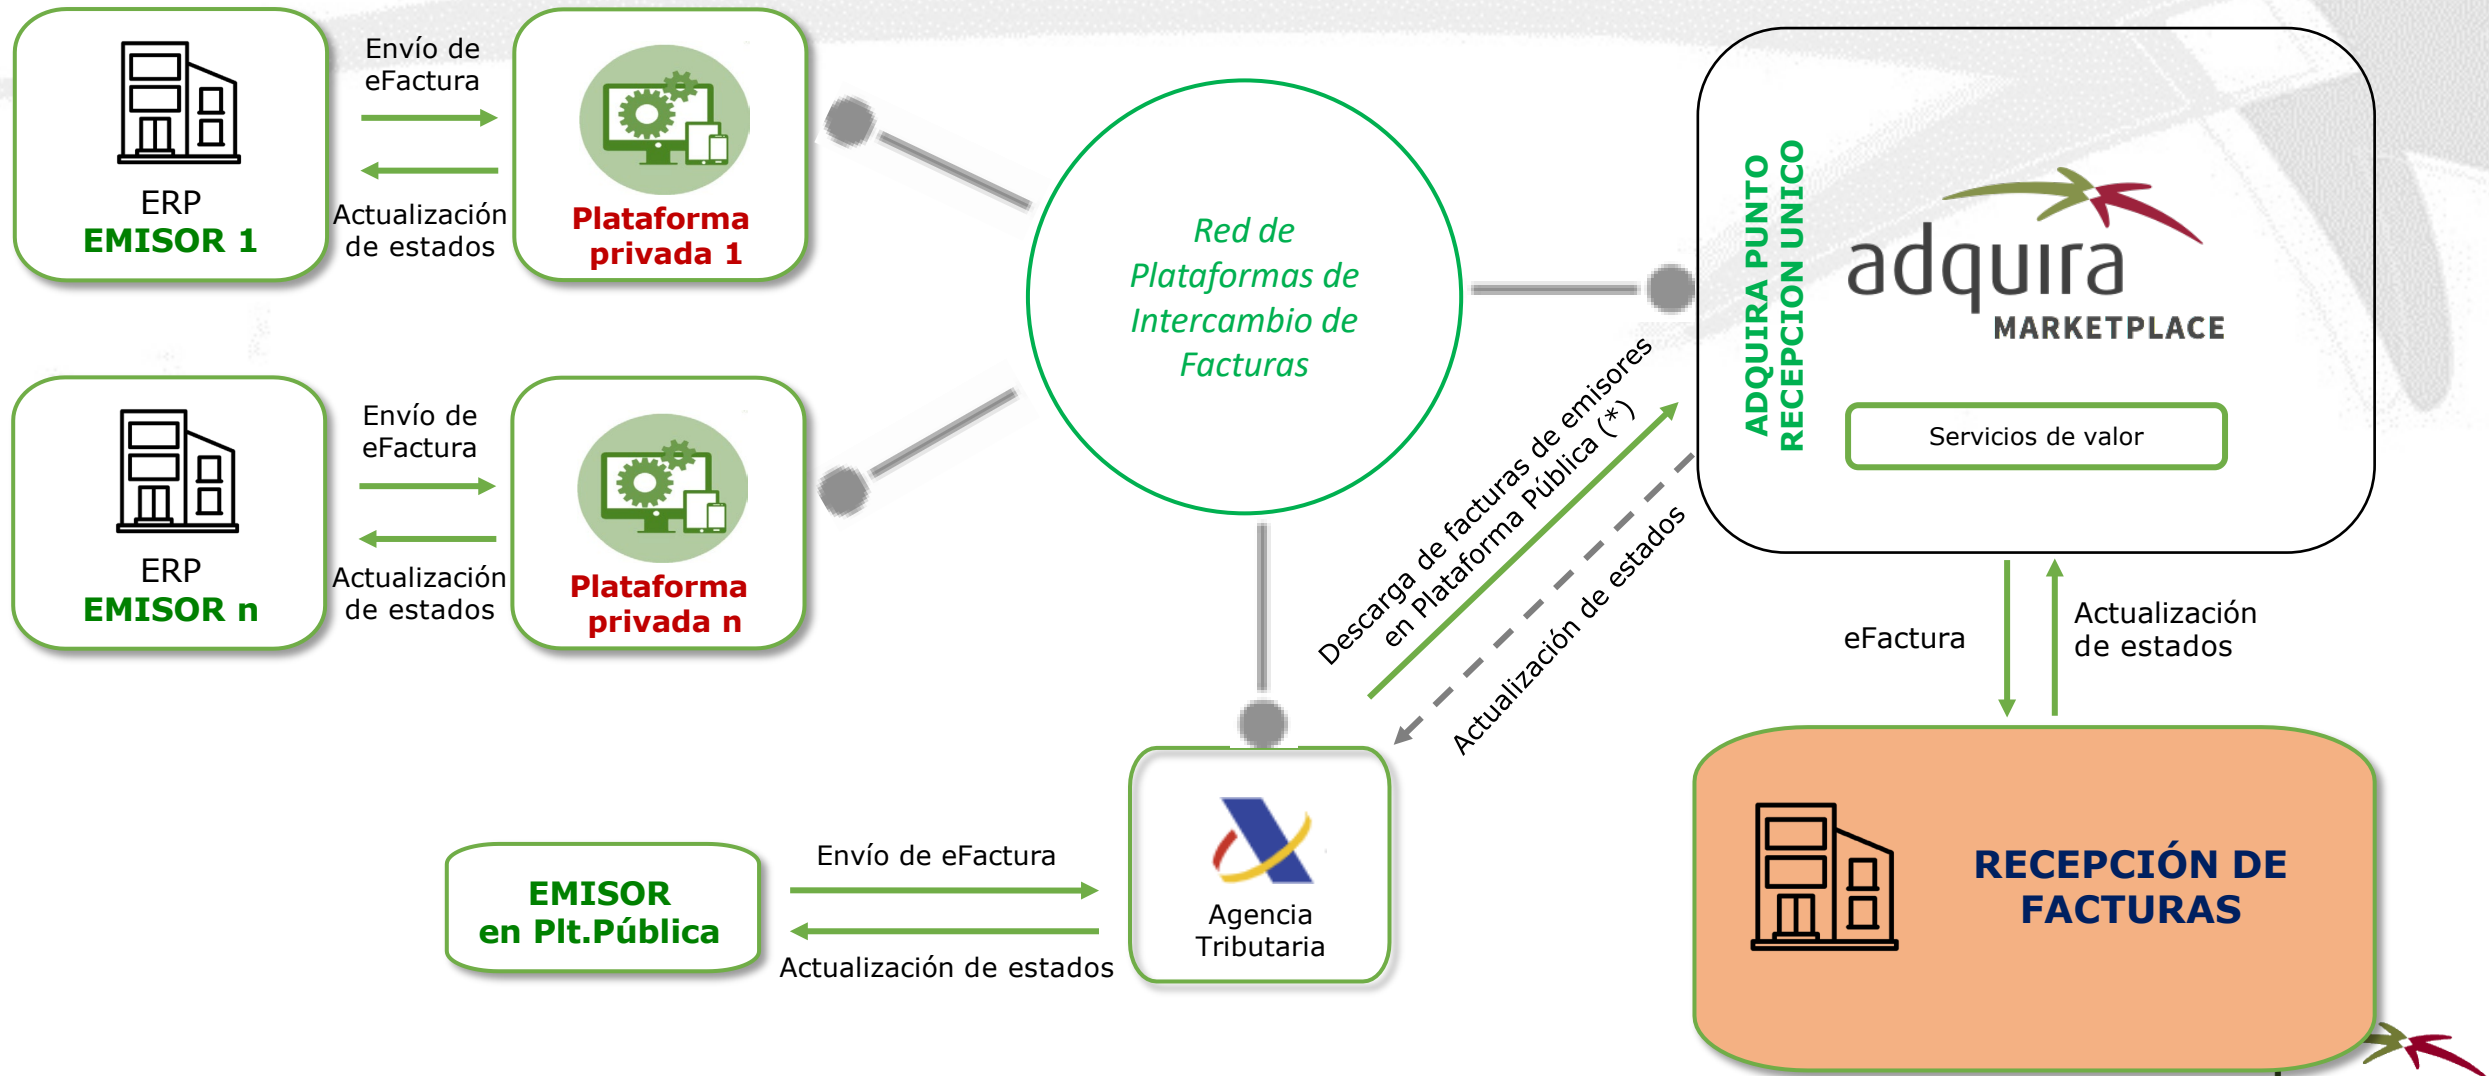 Envío de
eFactura
ERP
EMISOR 1
Actualización
de estados
Plataforma
privada 1
Envío de
eFactura
ERP
EMISOR n
Actualización
de estados
Plataforma
privada n
Red de
Plataformas de
Intercambio de
Facturas
ADQUIRA PUNTO
RECEPCION UNICO
adquira
MARKETPLACE
Servicios de valor
Descarga de facturas de emisores
en Plataforma Pública (*)
Actualización de estados
eFactura
Actualización
de estados
EMISOR
en Plt.Pública
Envío de eFactura
Actualización de estados
Agencia
Tributaria
RECEPCIÓN DE
FACTURAS